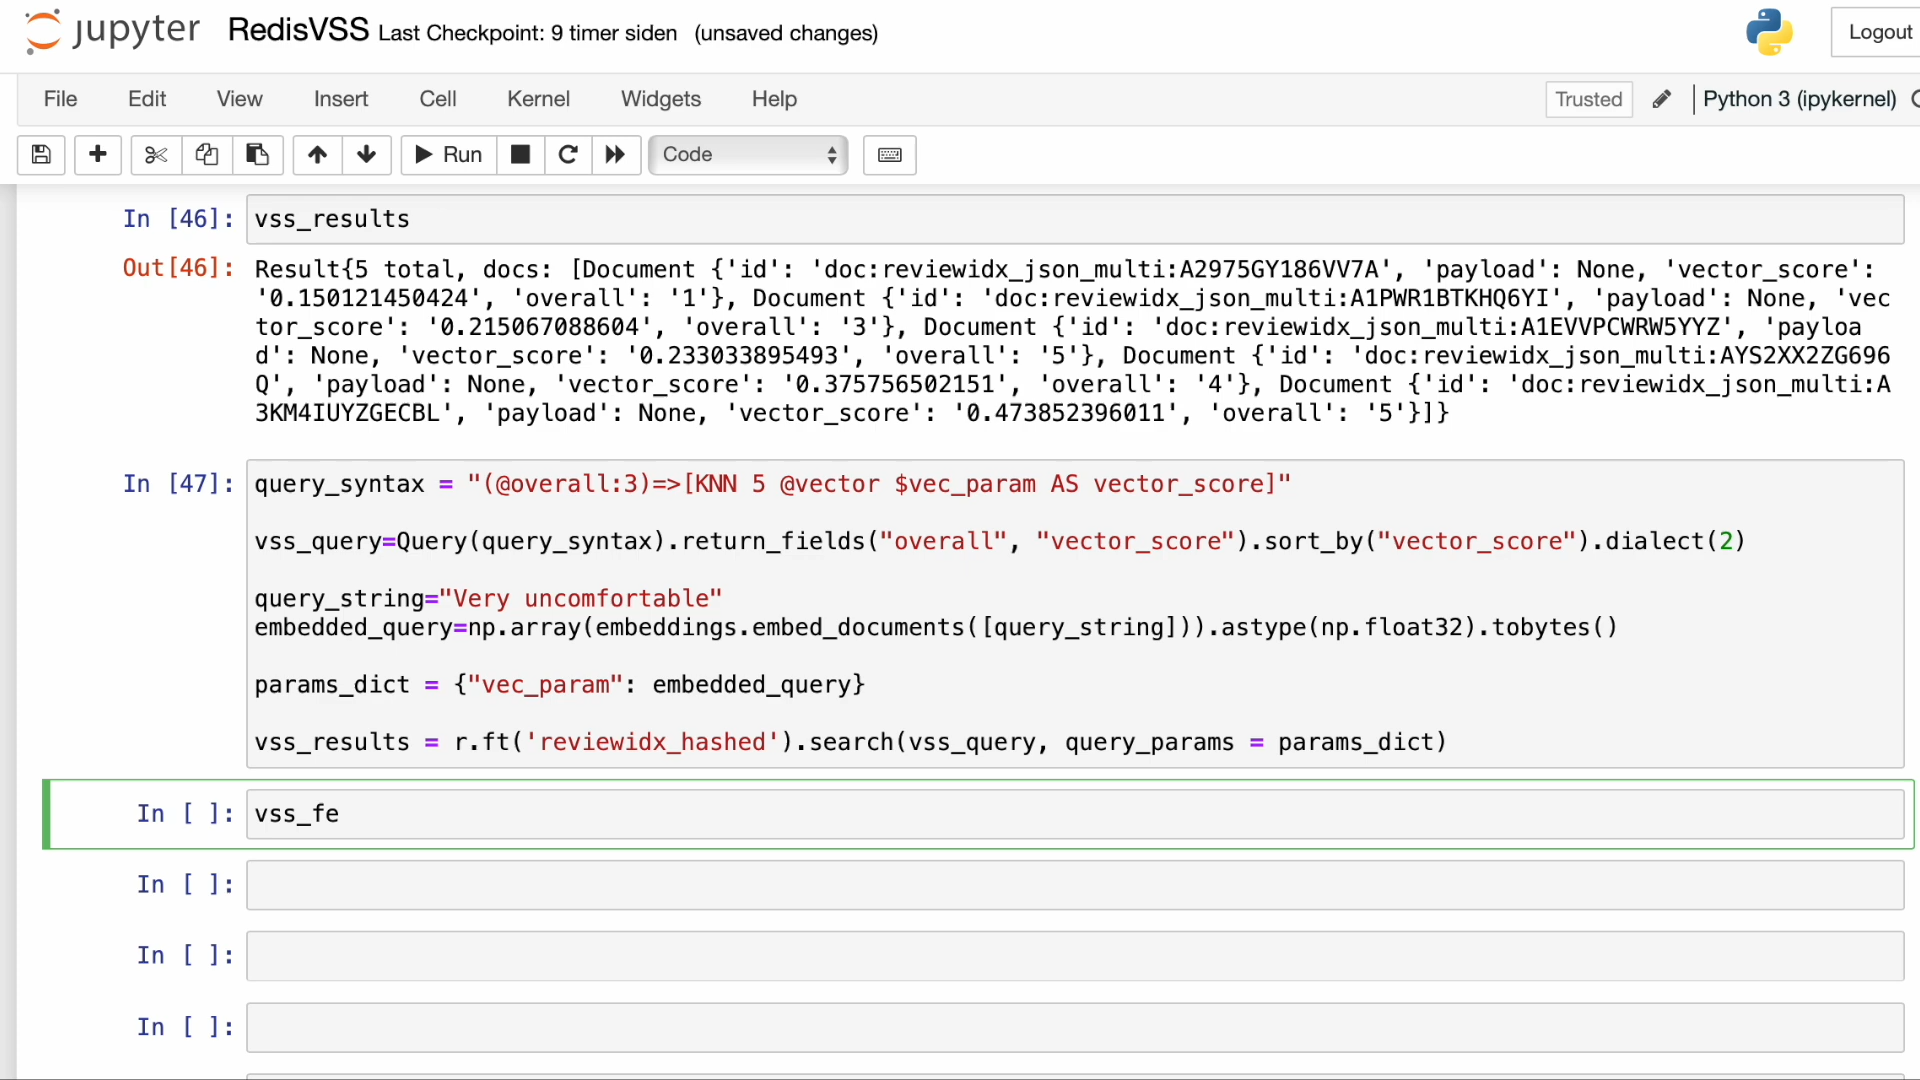 jupyter RedisVSS Last Checkpoint: 9 timer siden (unsaved changes) Logout
File Edit View Insert Cell Kernel Widgets Help Trusted Python 3 (ipykernel)
Run Code
In [46]: vss_results
Out[46]: Result{5 total, docs: [Document {'id': 'doc:reviewidx_json_multi:A2975GY186VV7A', 'payload': None, 'vector_score':
'0.150121450424', 'overall': '1'}, Document {'id': 'doc:reviewidx_json_multi:A1PWR1BTKHQ6YI', 'payload': None, 'vec
tor_score': '0.215067088604', 'overall': '3'}, Document {'id': 'doc:reviewidx_json_multi:A1EVVPCWRW5YYZ', 'payloa
d': None, 'vector_score': '0.233033895493', 'overall': '5'}, Document {'id': 'doc:reviewidx_json_multi:AYS2XX2ZG696
Q', 'payload': None, 'vector_score': '0.375756502151', 'overall': '4'}, Document {'id': 'doc:reviewidx_json_multi:A
3KM4IUYZGECBL', 'payload': None, 'vector_score': '0.473852396011', 'overall': '5'}]}
In [47]: query_syntax = "(@overall:3)=>[KNN 5 @vector $vec_param AS vector_score]"
vss_query=Query(query_syntax).return_fields("overall", "vector_score").sort_by("vector_score").dialect(2)
query_string="Very uncomfortable"
embedded_query=np.array(embeddings.embed_documents([query_string])).astype(np.float32).tobytes()
params_dict = {"vec_param": embedded_query}
vss_results = r.ft('reviewidx_hashed').search(vss_query, query_params = params_dict)
In [ ]: vss_fe
In [ ]:
In [ ]:
In [ ]: